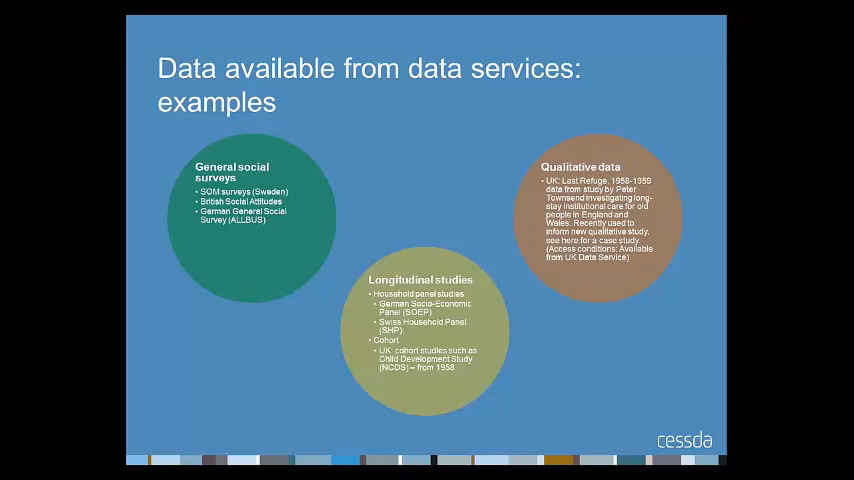 Data available from data services:
examples
General social
surveys
• SOM surveys (Sweden)
• British Social Attitudes
• German General Social
Survey (ALLBUS)
Longitudinal studies
• Household panel studies
• German Socio-Economic
Panel (SOEP)
• Swiss Household Panel
(SHP):
• Cohort
• UK: cohort studies such as
Child Development Study
(NCDS) – from 1958
Qualitative data
• UK: Last Refuge, 1958-1959
data from study by Peter
Townsend investigating long-
stay institutional care for old
people in England and
Wales. Recently used to
inform new qualitative study,
see here for a case study.
(Access conditions: Available
from UK Data Service)
cessda